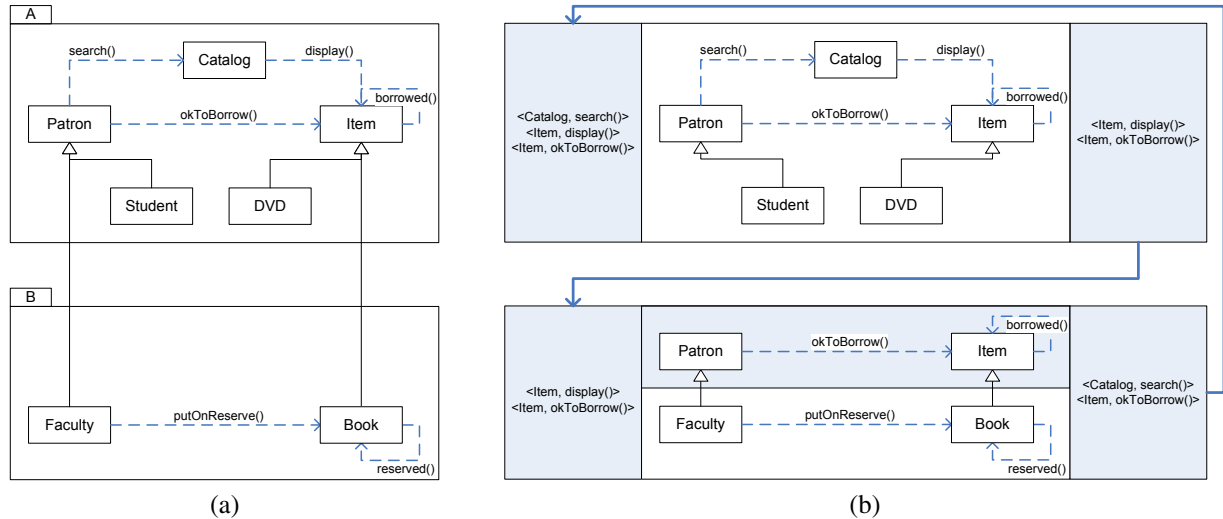 A
search()
display()
Catalog
borrowed()
Patron
okToBorrow()
Item
Student
DVD
B
Faculty
putOnReserve()
Book
reserved()
(a)
search()
display()
Catalog
borrowed()
<Catalog, search()>
<Item, display()>
<Item, okToBorrow()>
Patron
okToBorrow()
Item
<Item, display()>
<Item, okToBorrow()>
Student
DVD
borrowed()
Patron
okToBorrow()
Item
<Item, display()>
<Item, okToBorrow()>
<Catalog, search()>
<Item, okToBorrow()>
Faculty
putOnReserve()
Book
reserved()
(b)